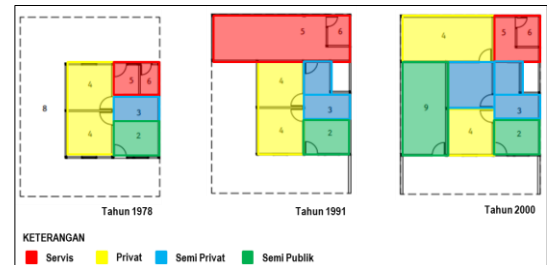 4 5 6
8 3
4 2
Tahun 1978
5 6
4
3
4 2
Tahun 1991
4 5 6
9 3
4 2
Tahun 2000
KETERANGAN
Servis Privat Semi Privat Semi Publik